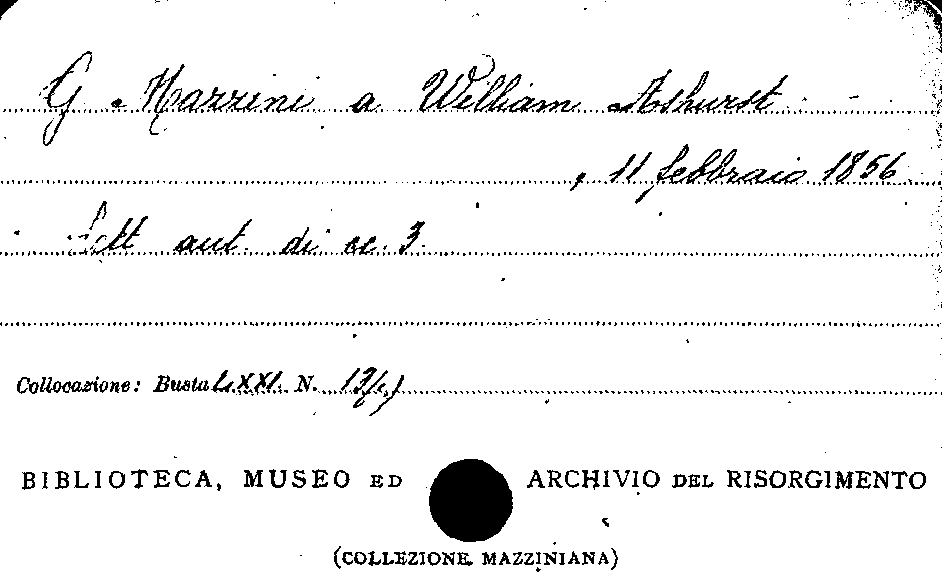 G Mazzini a William Ashurst
, 11 febbraio 1856
Lett aut. di cc. 3.
Collocazione: Busta LXXI. N.
BIBLIOTECA, MUSEO ED ARCHIVIO DEL RISORGIMENTO
(COLLEZIONE MAZZINIANA)